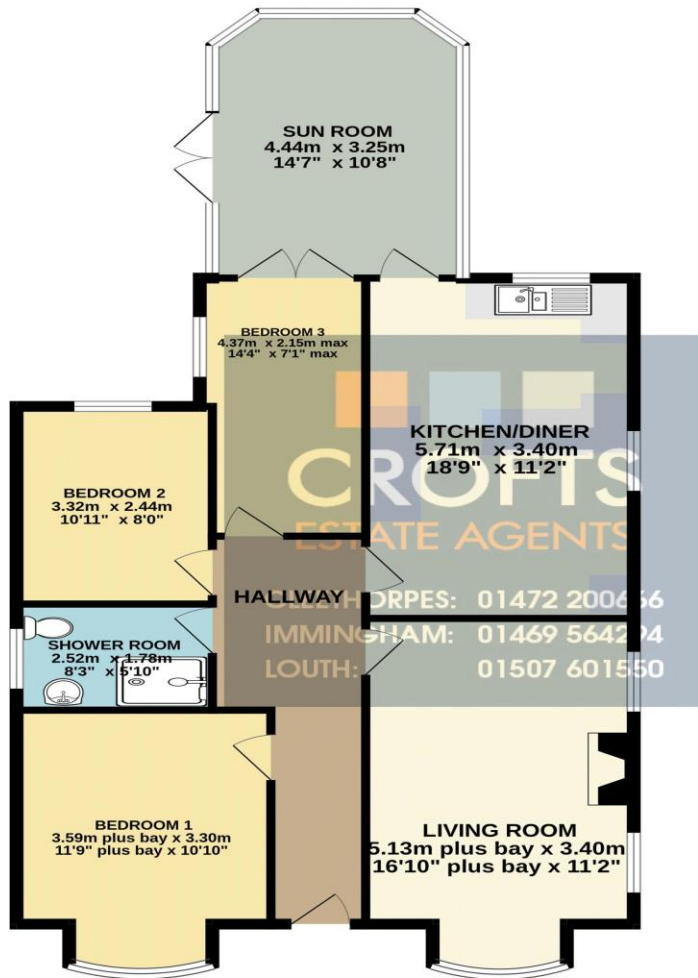 SUN ROOM
4.44m x 3.25m
14'7" x 10'8"
BEDROOM 3
4.37m x 2.15m max
14'4" x 7'1" max
KITCHEN/DINER
5.71m x 3.40m
18'9" x 11'2"
CROFTS
ESTATE AGENTS
BEDROOM 2
3.32m x 2.44m
10'11" x 8'0"
HALLWAY
CLEETHORPES: 01472 200666
IMMINGHAM: 01469 564294
LOUTH: 01507 601550
SHOWER ROOM
2.52m x 1.78m
8'3" x 5'10"
BEDROOM 1
3.59m plus bay x 3.30m
11'9" plus bay x 10'10"
LIVING ROOM
5.13m plus bay x 3.40m
16'10" plus bay x 11'2"